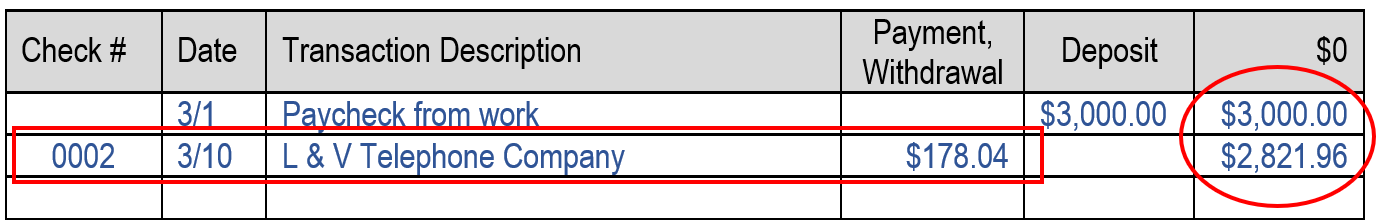 Check # Date Transaction Description Payment, Withdrawal Deposit $0
3/1 Paycheck from work $3,000.00 $3,000.00
0002 3/10 L & V Telephone Company $178.04 $2,821.96